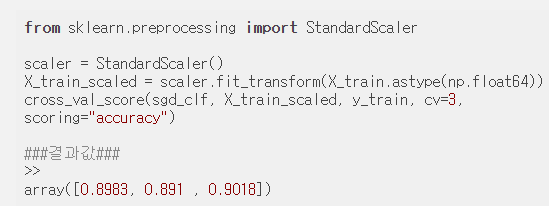 from sklearn.preprocessing import StandardScaler
scaler = StandardScaler()
X_train_scaled = scaler.fit_transform(X_train.astype(np.float64))
cross_val_score(sgd_clf, X_train_scaled, y_train, cv=3,
scoring="accuracy")
###결과값###
>>
array([0.8983, 0.891 , 0.9018])